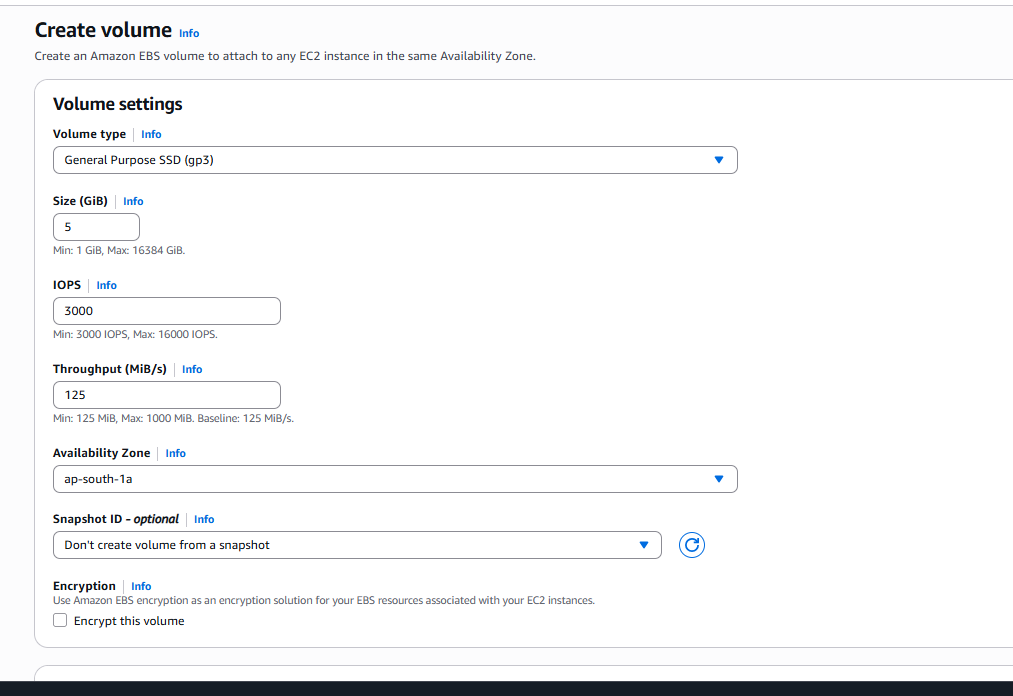 Create volume Info
Create an Amazon EBS volume to attach to any EC2 instance in the same Availability Zone.
Volume settings
Volume type Info
General Purpose SSD (gp3)
Size (GiB) Info
5
Min: 1 GiB, Max: 16384 GiB.
IOPS Info
3000
Min: 3000 IOPS, Max: 16000 IOPS.
Throughput (MiB/s) Info
125
Min: 125 MiB, Max: 1000 MiB. Baseline: 125 MiB/s.
Availability Zone Info
ap-south-1a
Snapshot ID - optional Info
Don't create volume from a snapshot
Encryption Info
Use Amazon EBS encryption as an encryption solution for your EBS resources associated with your EC2 instances.
Encrypt this volume